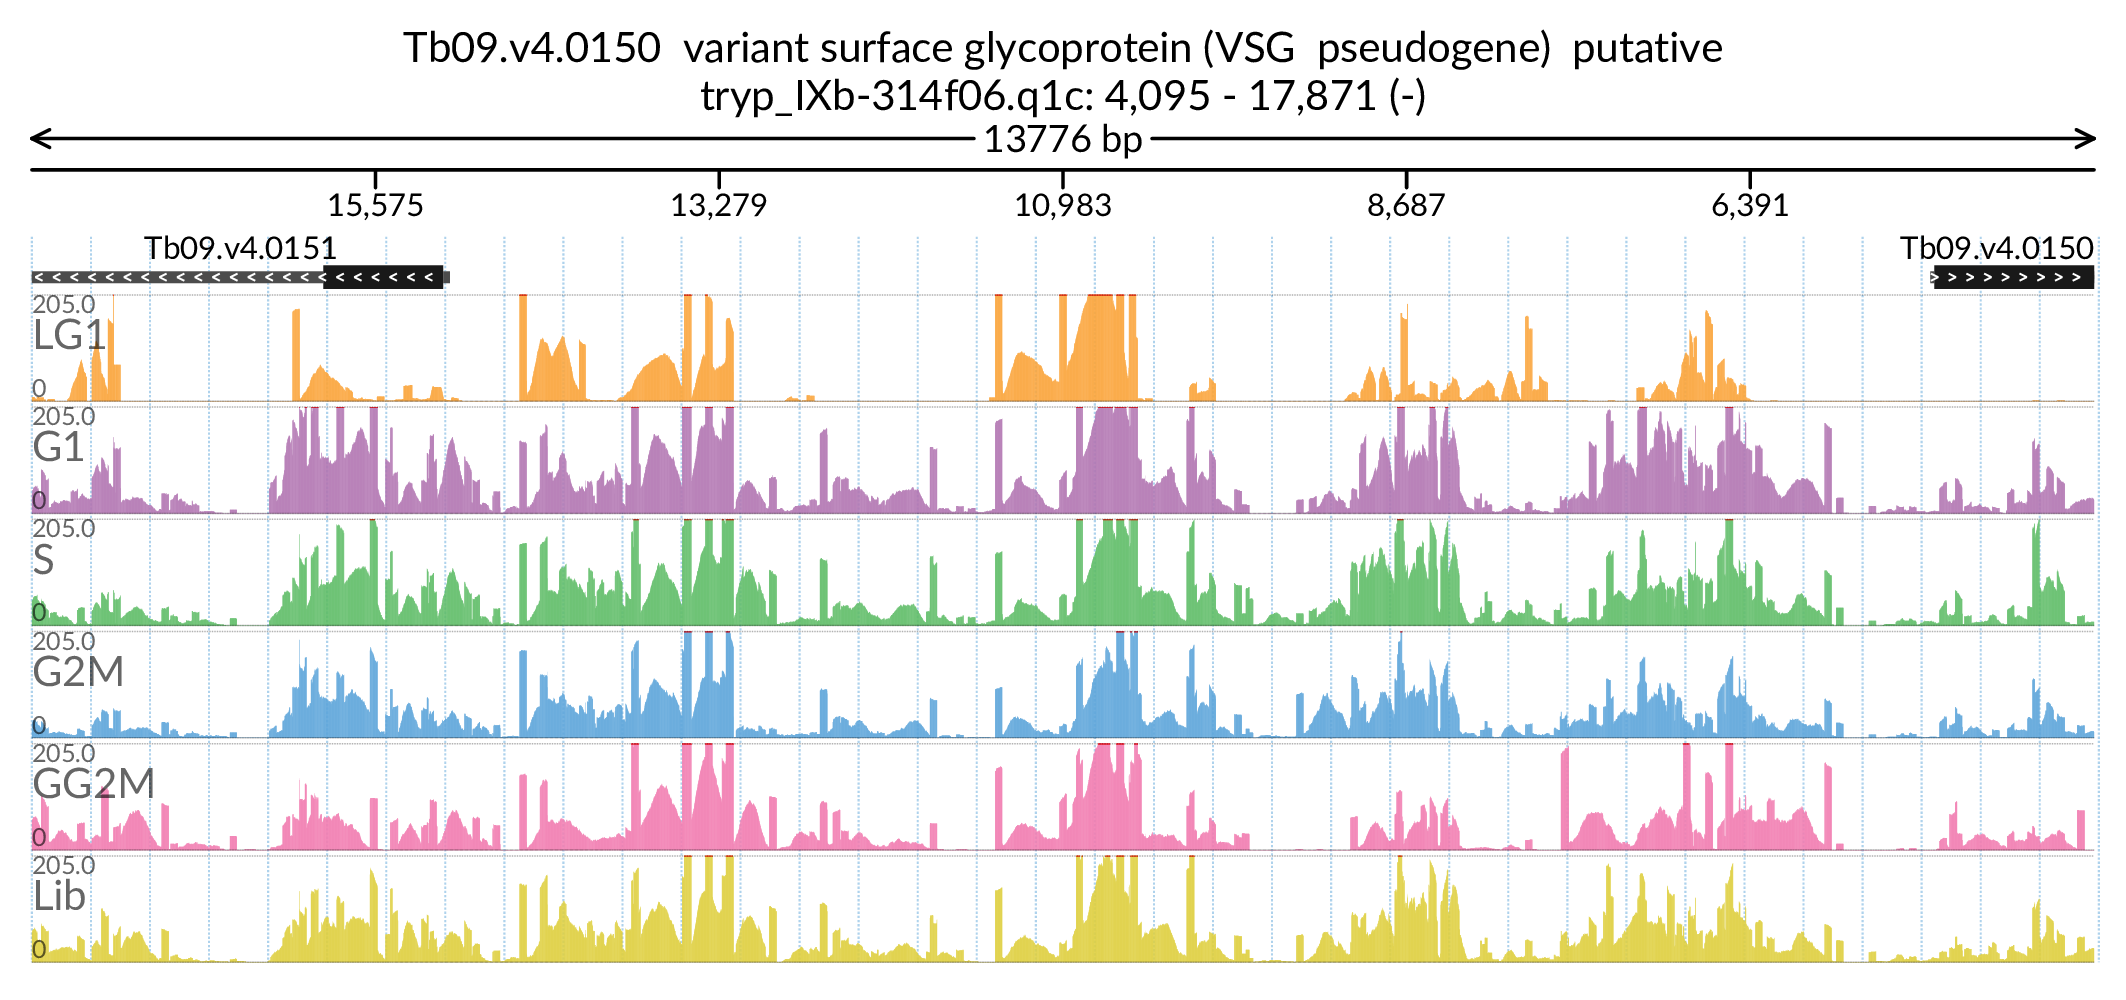 Tb09.v4.0150 variant surface glycoprotein (VSG pseudogene) putative
tryp_IXb-314f06.q1c: 4,095 - 17,871 (-)
13776 bp
15,575 13,279 10,983 8,687 6,391
Tb09.v4.0151 Tb09.v4.0150
205.0
LG1
0
205.0
G1
0
205.0
S
0
205.0
G2M
0
205.0
GG2M
0
205.0
Lib
0